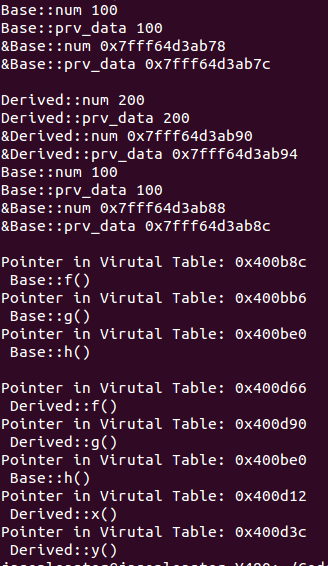 Base::num 100
Base::prv_data 100
&Base::num 0x7fff64d3ab78
&Base::prv_data 0x7fff64d3ab7c
Derived::num 200
Derived::prv_data 200
&Derived::num 0x7fff64d3ab90
&Derived::prv_data 0x7fff64d3ab94
Base::num 100
Base::prv_data 100
&Base::num 0x7fff64d3ab88
&Base::prv_data 0x7fff64d3ab8c
Pointer in Virutal Table: 0x400b8c
Base::f()
Pointer in Virutal Table: 0x400bb6
Base::g()
Pointer in Virutal Table: 0x400be0
Base::h()
Pointer in Virutal Table: 0x400d66
Derived::f()
Pointer in Virutal Table: 0x400d90
Derived::g()
Pointer in Virutal Table: 0x400be0
Base::h()
Pointer in Virutal Table: 0x400d12
Derived::x()
Pointer in Virutal Table: 0x400d3c
Derived::y()